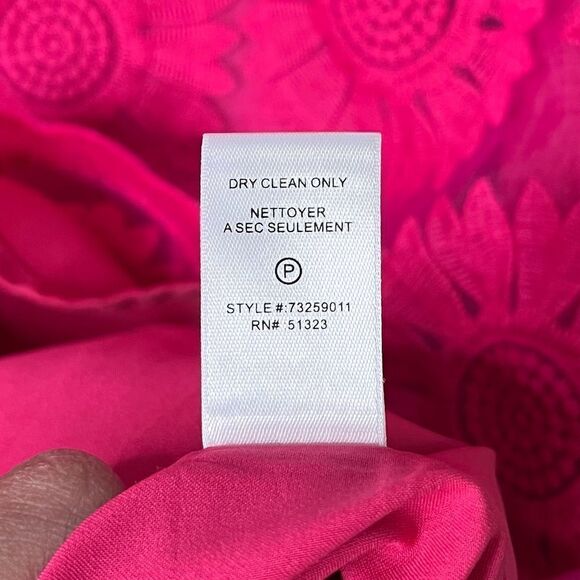 DRY CLEAN ONLY
NETTOYER
A SEC SEULEMENT
P
STYLE #:73259011
RN# 51323